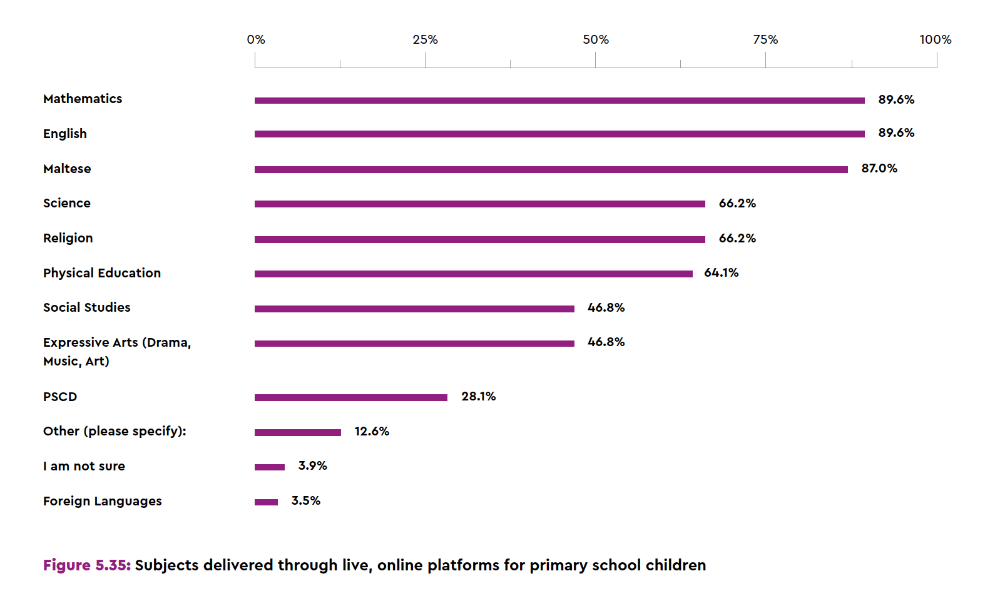 0% 25% 50% 75% 100%
Mathematics 89.6%
English 89.6%
Maltese 87.0%
Science 66.2%
Religion 66.2%
Physical Education 64.1%
Social Studies 46.8%
Expressive Arts (Drama, 46.8%
Music, Art)
PSCD 28.1%
Other (please specify): 12.6%
I am not sure 3.9%
Foreign Languages 3.5%
Figure 5.35: Subjects delivered through live, online platforms for primary school children